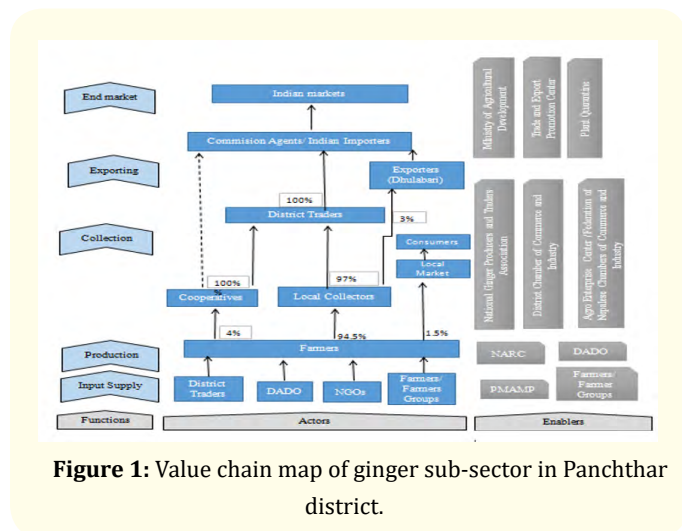 End market
Indian markets
Commision Agents/ Indian Importers
Exporting
Exporters
(Dhulabari)
100%
District Traders
3%
Collection
Consumers
Local
Market
100%
%
97%
Cooperatives
Local Collectors
4%
94.5%
1.5%
Production
Farmers
Input Supply
District
Traders
DADO
NGOs
Farmers/
Farmers
Groups
Functions
Actors
Enablers
Ministry of Agricultural
Development
Trade and Export
Promotion Center
Plant Quarantive
National Ginger Producers and Traders
Association
District Chamber of Commerce and
Industry
Agro Enterprise Center /Federation of
Nepalese Chambers of Commerce and
Industry
NARC
DADO
PMAMP
Farmers/
Farmer
Groups
Figure 1: Value chain map of ginger sub-sector in Panchthar
district.